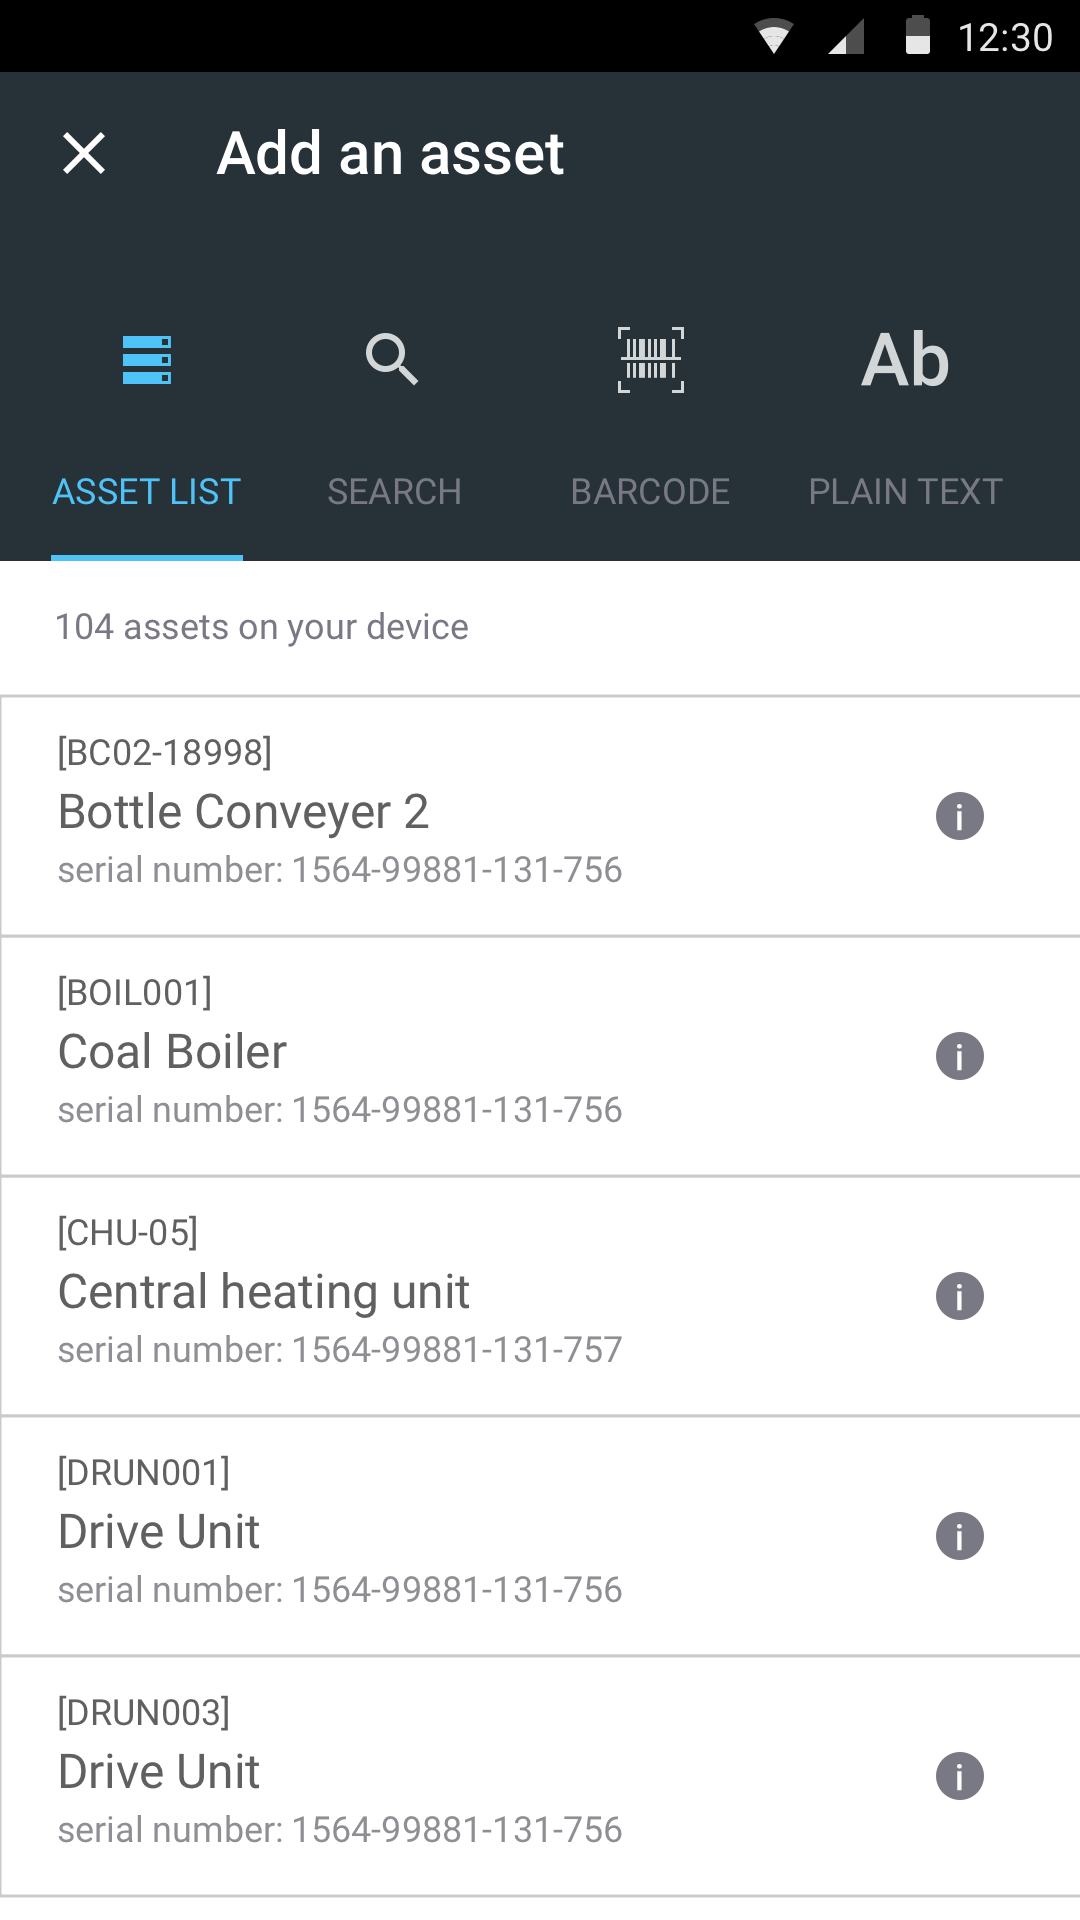 12:30
Add an asset
Ab
ASSET LIST SEARCH BARCODE PLAIN TEXT
104 assets on your device
[BC02-18998]
Bottle Conveyer 2
serial number: 1564-99881-131-756
[BOIL001]
Coal Boiler
serial number: 1564-99881-131-756
[CHU-05]
Central heating unit
serial number: 1564-99881-131-757
[DRUN001]
Drive Unit
serial number: 1564-99881-131-756
[DRUN003]
Drive Unit
serial number: 1564-99881-131-756